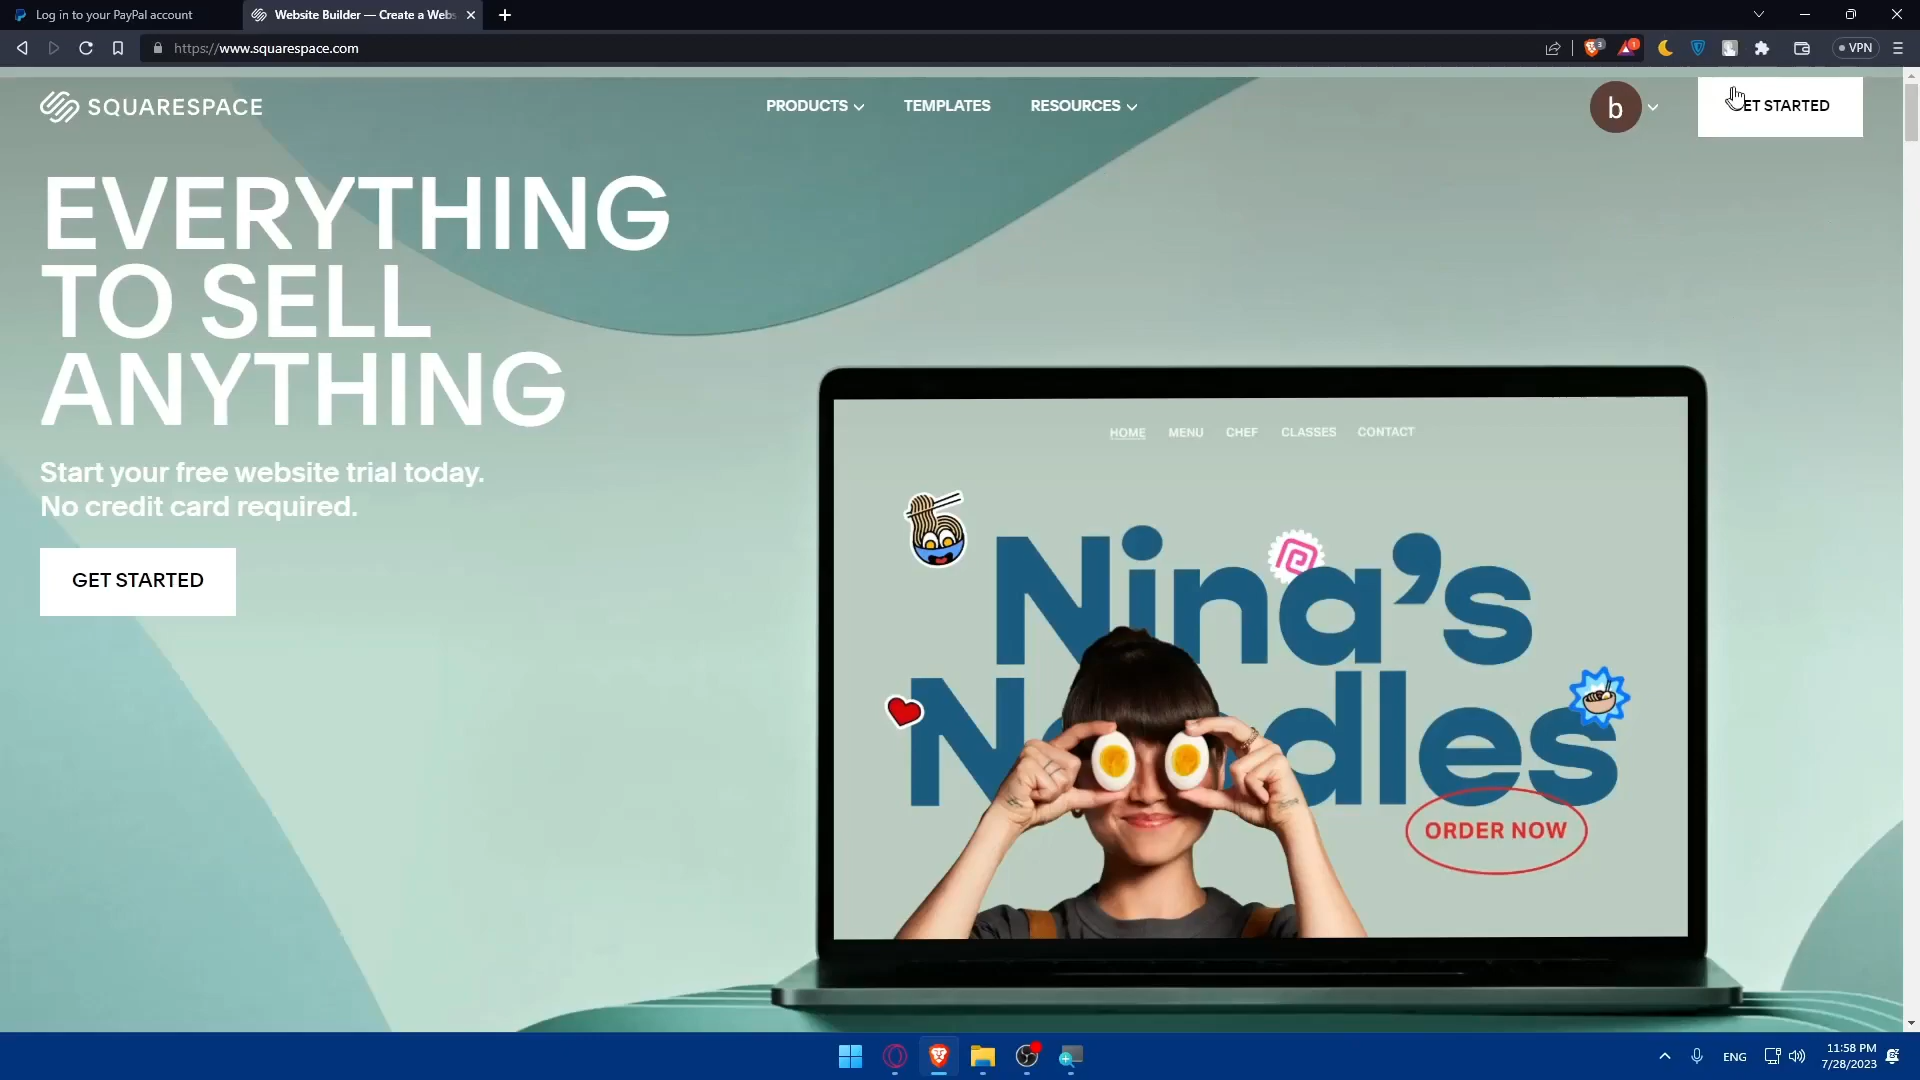 Log in to your PayPal account
Website Builder — Create a Webs
https://www.squarespace.com
3
1
VPN
SQUARESPACE
PRODUCTS
TEMPLATES
RESOURCES
b
ET STARTED
EVERYTHING
TO SELL
ANYTHING
Start your free website trial today.
No credit card required.
GET STARTED
HOME
MENU
CHEF
CLASSES
CONTACT
Nina's
ORDER NOW
ENG
11:58 PM
7/28/2023